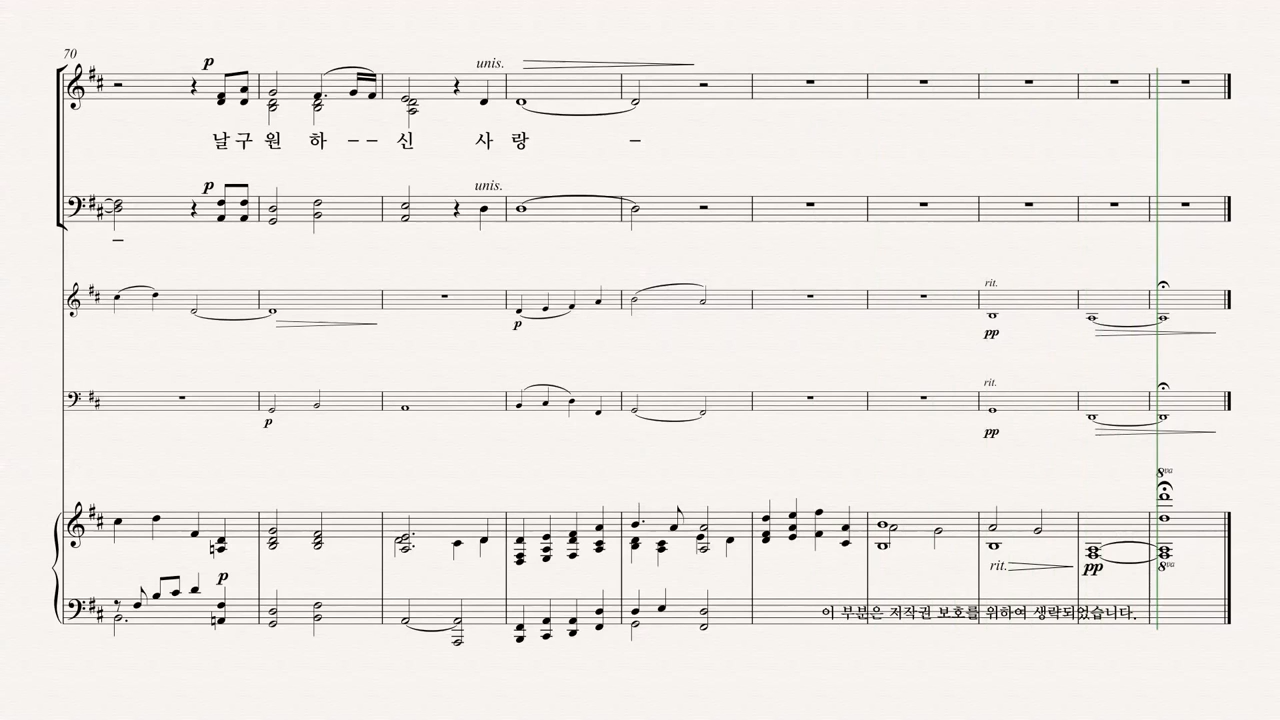 70
p
unis.
날 구 원 하 – – 신 사 랑 –
p
unis.
–
rit.
p
pp
rit.
p
pp
8va
p
rit.
pp
8va
이 부분은 저작권 보호를 위하여 생략되었습니다.